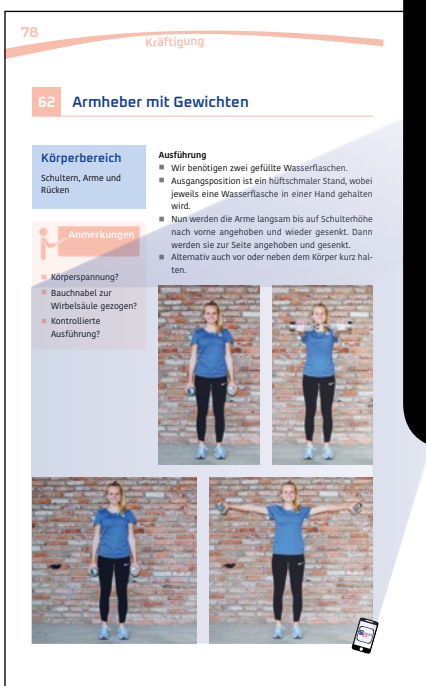 78
Kräftigung
62 Armheber mit Gewichten
Körperbereich
Schultern, Arme und
Rücken
Anmerkungen
Körperspannung?
Bauchnabel zur
Wirbelsäule gezogen?
Kontrollierte
Ausführung?
Ausführung
Wir benötigen zwei gefüllte Wasserflaschen.
Ausgangsposition ist ein hüftschmaler Stand, wobei
jeweils eine Wasserflasche in einer Hand gehalten
wird.
Nun werden die Arme langsam bis auf Schulterhöhe
nach vorne angehoben und wieder gesenkt. Dann
werden sie zur Seite angehoben und gesenkt.
Alternativ auch vor oder neben dem Körper kurz hal-
ten.